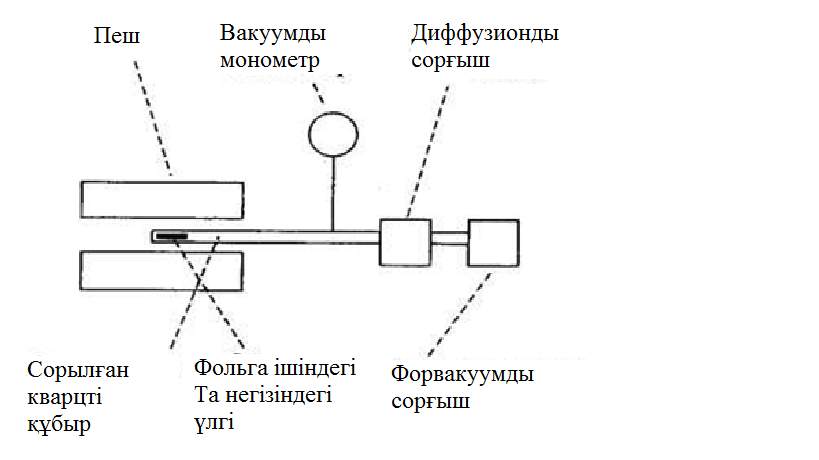 Пеш
Вакуумды
монометр
Диффузионды
сорғыш
Сорылған
кварцті
құбыр
Фольга ішіндегі
Та негізіндегі
үлгі
Форвакуумды
сорғыш